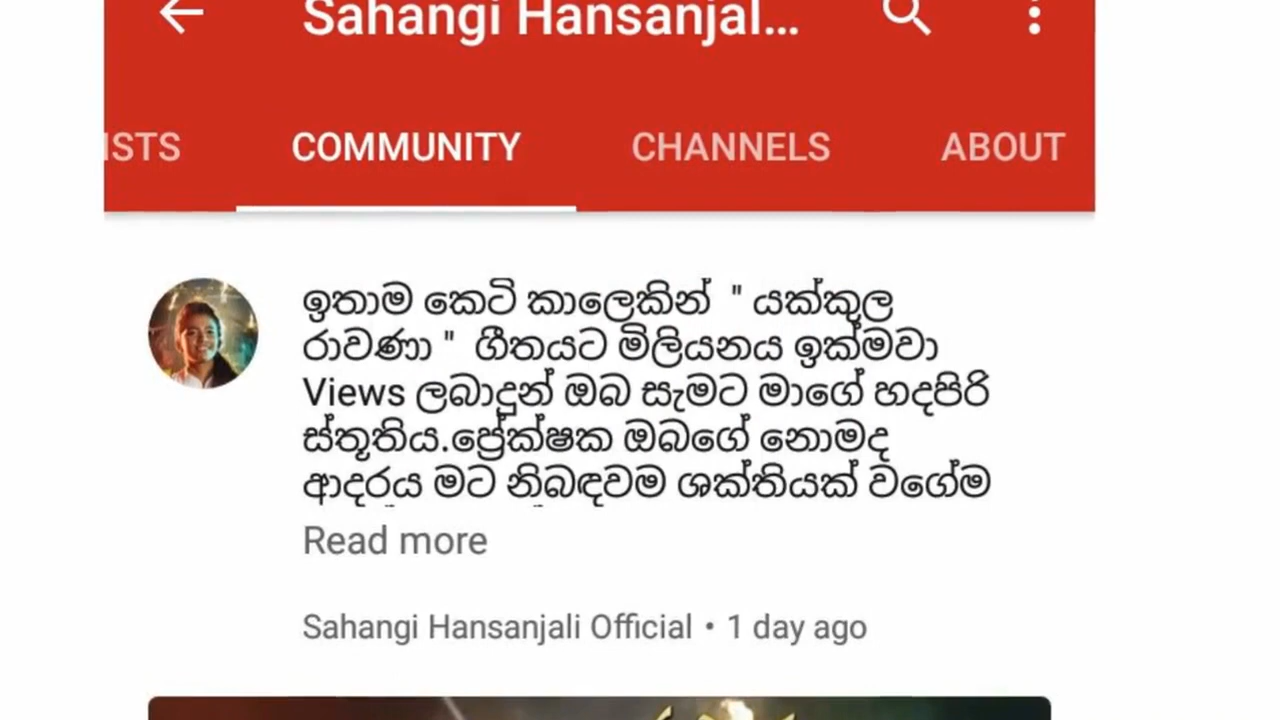 Sahangi Hansanjal...
ISTS COMMUNITY CHANNELS ABOUT
ඉතාම කෙටි කාලෙකින් " යක්කුල
රාවණා " ගීතයට මිලියනය ඉක්මවා
Views ලබාදුන් ඔබ සැමට මාගේ හදපිරි
ස්තූතිය.ප්‍රේක්ෂක ඔබගේ නොමද
ආදරය මට නිබඳවම ශක්තියක් වගේම
Read more
Sahangi Hansanjali Official • 1 day ago